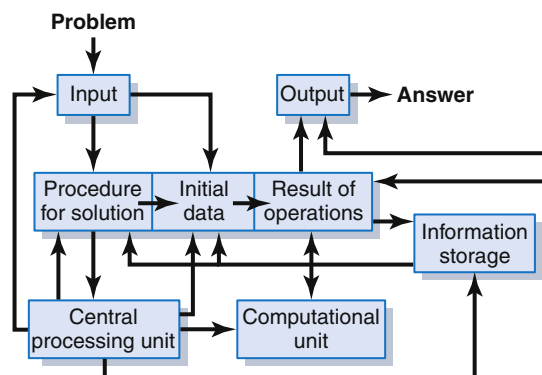 Problem
Input
Output
Answer
Procedure
for solution
Initial
data
Result of
operations
Information
storage
Central
processing unit
Computational
unit